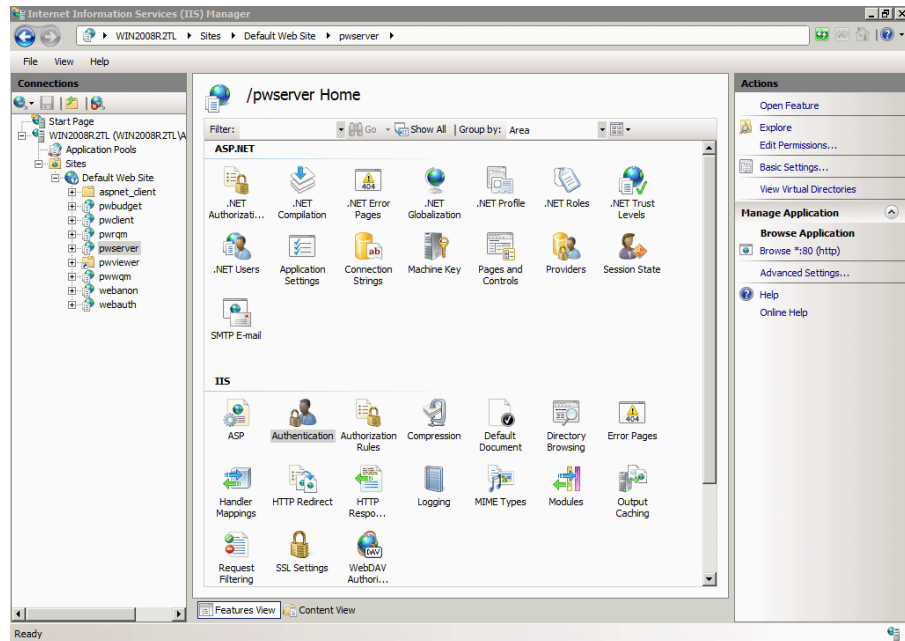 Internet Information Services (IIS) Manager
WIN2008R2TL Sites Default Web Site pwserver
File View Help
Connections
Start Page
WIN2008R2TL (WIN2008R2TL\A
Application Pools
Sites
Default Web Site
aspnet_client
pwbudget
pwclient
pwrqm
pwserver
pwviewer
pwwqm
webanon
webauth
/pwserver Home
Filter: Go Show All Group by: Area
ASP.NET
.NET Authorizati...
.NET Compilation
.NET Error Pages
.NET Globalization
.NET Profile
.NET Roles
.NET Trust Levels
.NET Users
Application Settings
Connection Strings
Machine Key
Pages and Controls
Providers
Session State
SMTP E-mail
IIS
ASP
Authentication
Authorization Rules
Compression
Default Document
Directory Browsing
Error Pages
Handler Mappings
HTTP Redirect
HTTP Respo...
Logging
MIME Types
Modules
Output Caching
Request Filtering
SSL Settings
WebDAV Authori...
Features View Content View
Actions
Open Feature
Explore
Edit Permissions...
Basic Settings...
View Virtual Directories
Manage Application
Browse Application
Browse *:80 (http)
Advanced Settings...
Help
Online Help
Ready